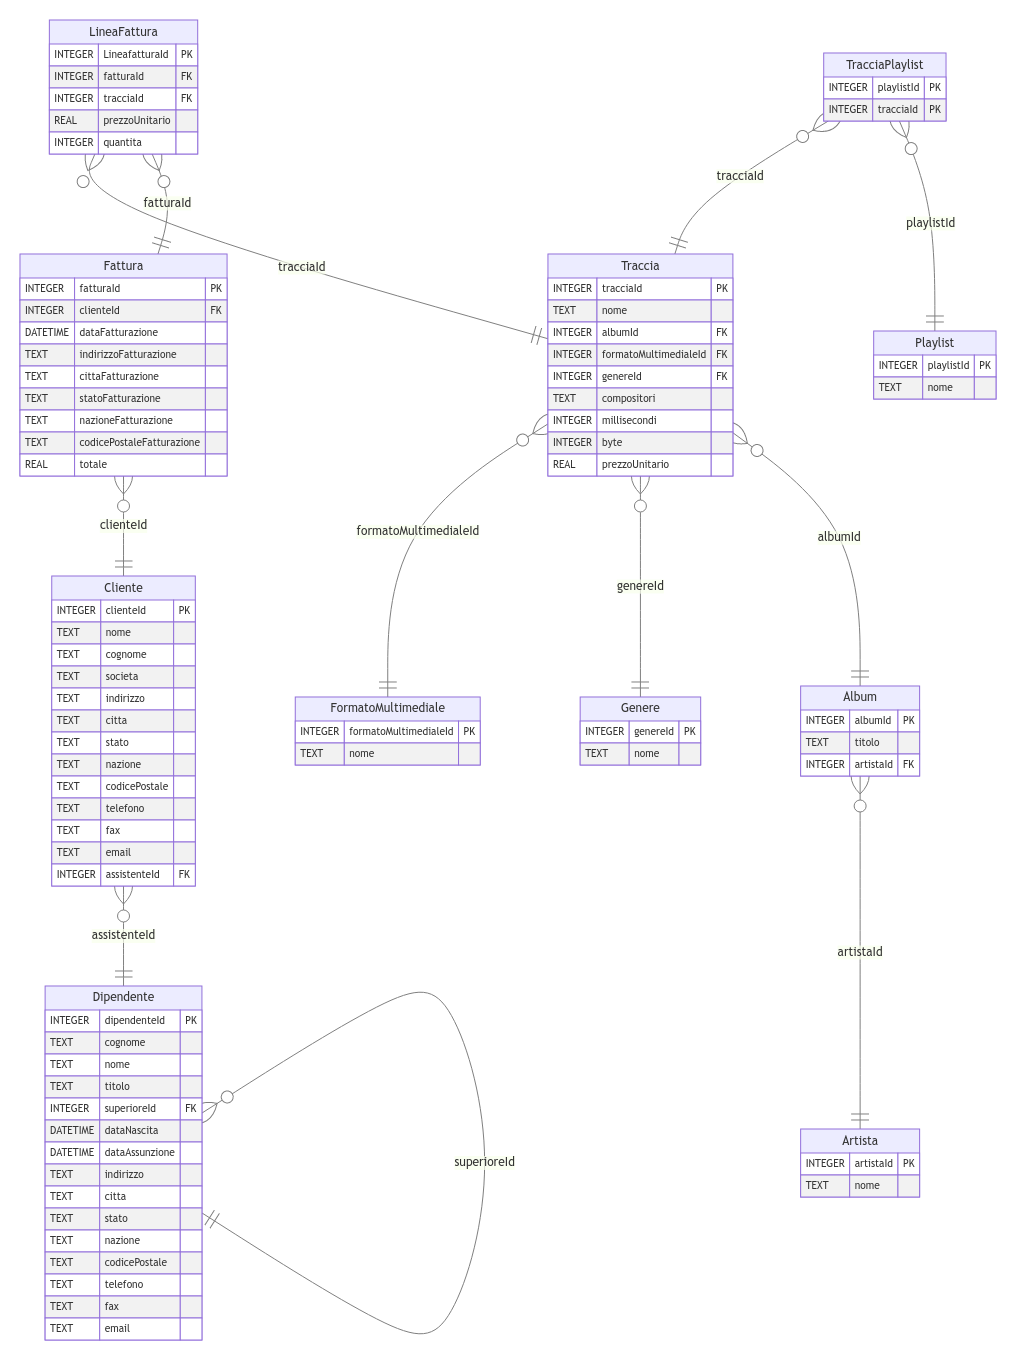 LineaFattura
INTEGER LineafatturaId PK
INTEGER fatturaId FK
INTEGER tracciaId FK
REAL prezzoUnitario
INTEGER quantita
TracciaPlaylist
INTEGER playlistId PK
INTEGER tracciaId PK
tracciaId
fatturaId
playlistId
tracciaId
Fattura
INTEGER fatturaId PK
INTEGER clienteId FK
DATETIME dataFatturazione
TEXT indirizzoFatturazione
TEXT cittaFatturazione
TEXT statoFatturazione
TEXT nazioneFatturazione
TEXT codicePostaleFatturazione
REAL totale
Traccia
INTEGER tracciaId PK
TEXT nome
INTEGER albumId FK
INTEGER formatoMultimedialeId FK
INTEGER genereId FK
TEXT compositori
INTEGER millisecondi
INTEGER byte
REAL prezzoUnitario
Playlist
INTEGER playlistId PK
TEXT nome
clienteId
formatoMultimedialeId
genereId
albumId
Cliente
INTEGER clienteId PK
TEXT nome
TEXT cognome
TEXT societa
TEXT indirizzo
TEXT citta
TEXT stato
TEXT nazione
TEXT codicePostale
TEXT telefono
TEXT fax
TEXT email
INTEGER assistenteId FK
FormatoMultimediale
INTEGER formatoMultimedialeId PK
TEXT nome
Genere
INTEGER genereId PK
TEXT nome
Album
INTEGER albumId PK
TEXT titolo
INTEGER artistaId FK
assistenteId
artistaId
Dipendente
INTEGER dipendenteId PK
TEXT cognome
TEXT nome
TEXT titolo
INTEGER superioreId FK
DATETIME dataNascita
DATETIME dataAssunzione
TEXT indirizzo
TEXT citta
TEXT stato
TEXT nazione
TEXT codicePostale
TEXT telefono
TEXT fax
TEXT email
superioreId
Artista
INTEGER artistaId PK
TEXT nome